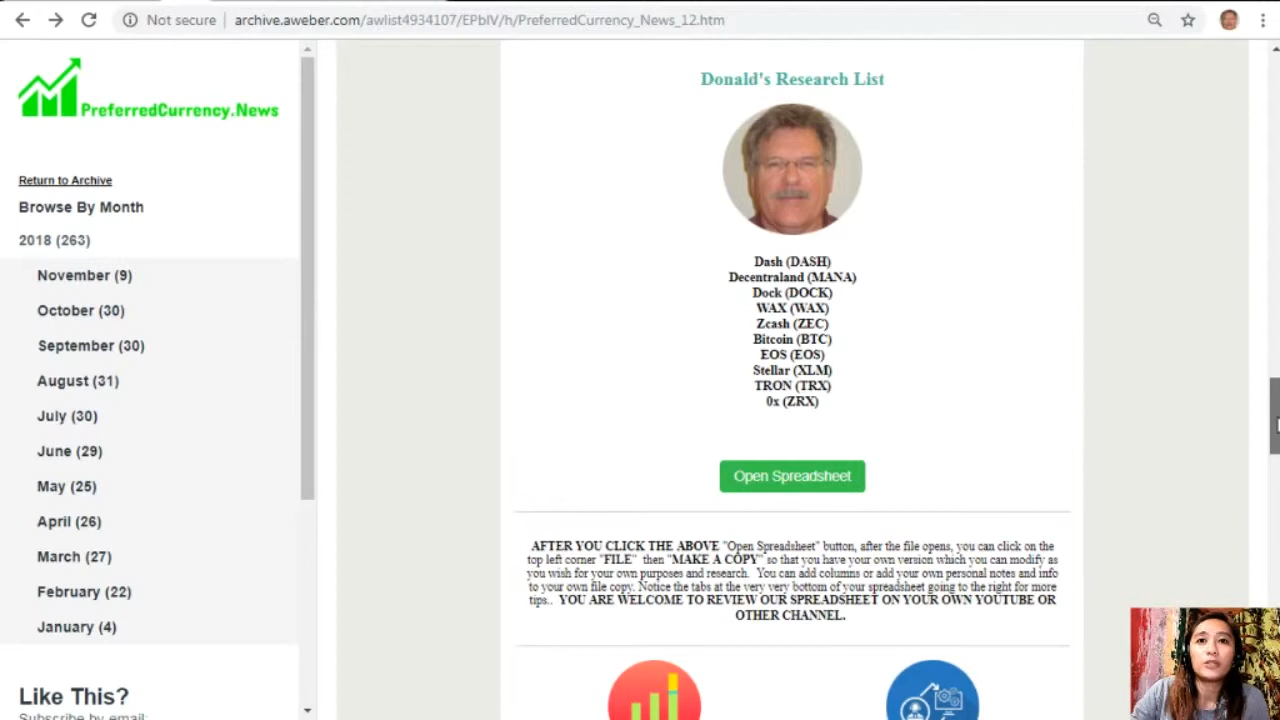 Not secure
archive.aweber.com/awlist4934107/EPbIV/h/PreferredCurrency_News_12.htm
PreferredCurrency.News
Return to Archive
Browse By Month
2018 (263)
November (9)
October (30)
September (30)
August (31)
July (30)
June (29)
May (25)
April (26)
March (27)
February (22)
January (4)
Like This?
Subscribe by email:
Donald's Research List
Dash (DASH)
Decentraland (MANA)
Dock (DOCK)
WAX (WAX)
Zcash (ZEC)
Bitcoin (BTC)
EOS (EOS)
Stellar (XLM)
TRON (TRX)
0x (ZRX)
Open Spreadsheet
AFTER YOU CLICK THE ABOVE "Open Spreadsheet" button, after the file opens, you can click on the
top left corner "FILE" then "MAKE A COPY" so that you have your own version which you can modify as
you wish for your own purposes and research. You can add columns or add your own personal notes and info
to your own file copy. Notice the tabs at the very very bottom of your spreadsheet going to the right for more
tips.. YOU ARE WELCOME TO REVIEW OUR SPREADSHEET ON YOUR OWN YOUTUBE OR
OTHER CHANNEL.